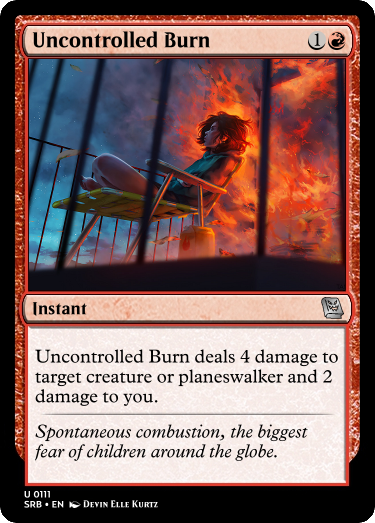 Uncontrolled Burn 1
Instant
Uncontrolled Burn deals 4 damage to
target creature or planeswalker and 2
damage to you.
Spontaneous combustion, the biggest
fear of children around the globe.
U 0111
SRB • EN Devin Elle Kurtz